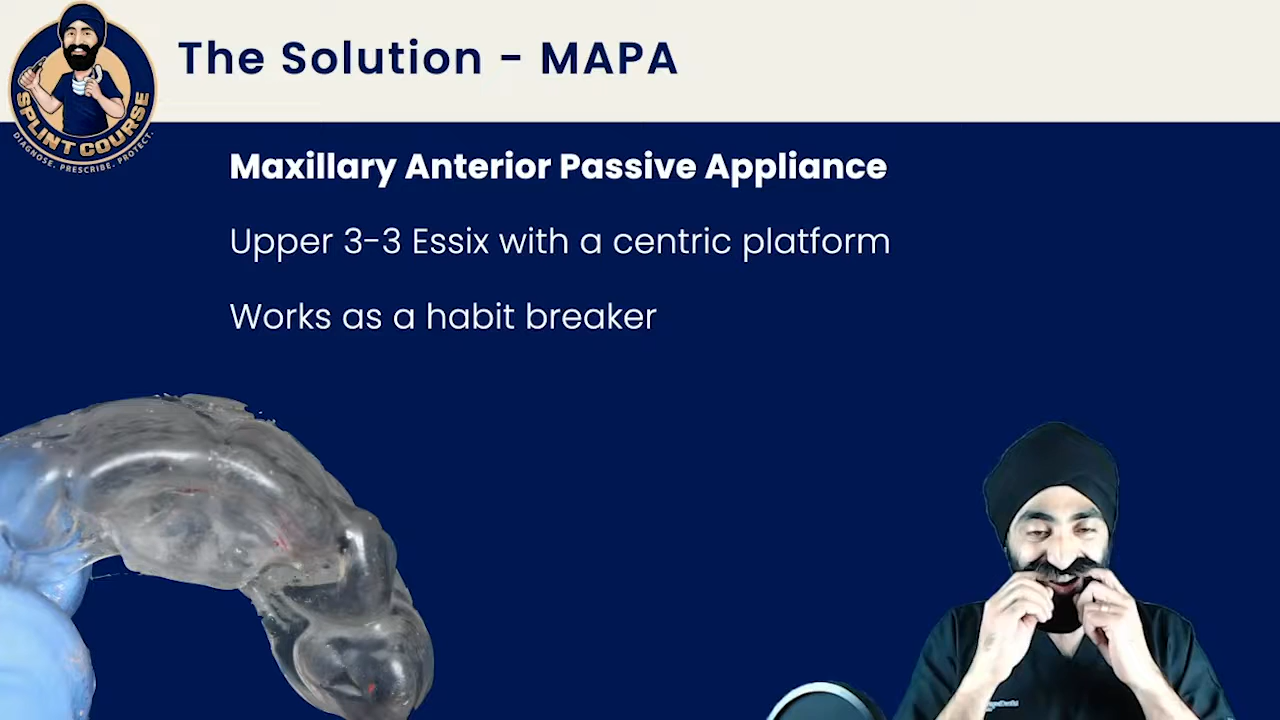 The Solution - MAPA
SPLINT COURSE
DIAGNOSE. PRESCRIBE. PROTECT.
Maxillary Anterior Passive Appliance
Upper 3-3 Essix with a centric platform
Works as a habit breaker